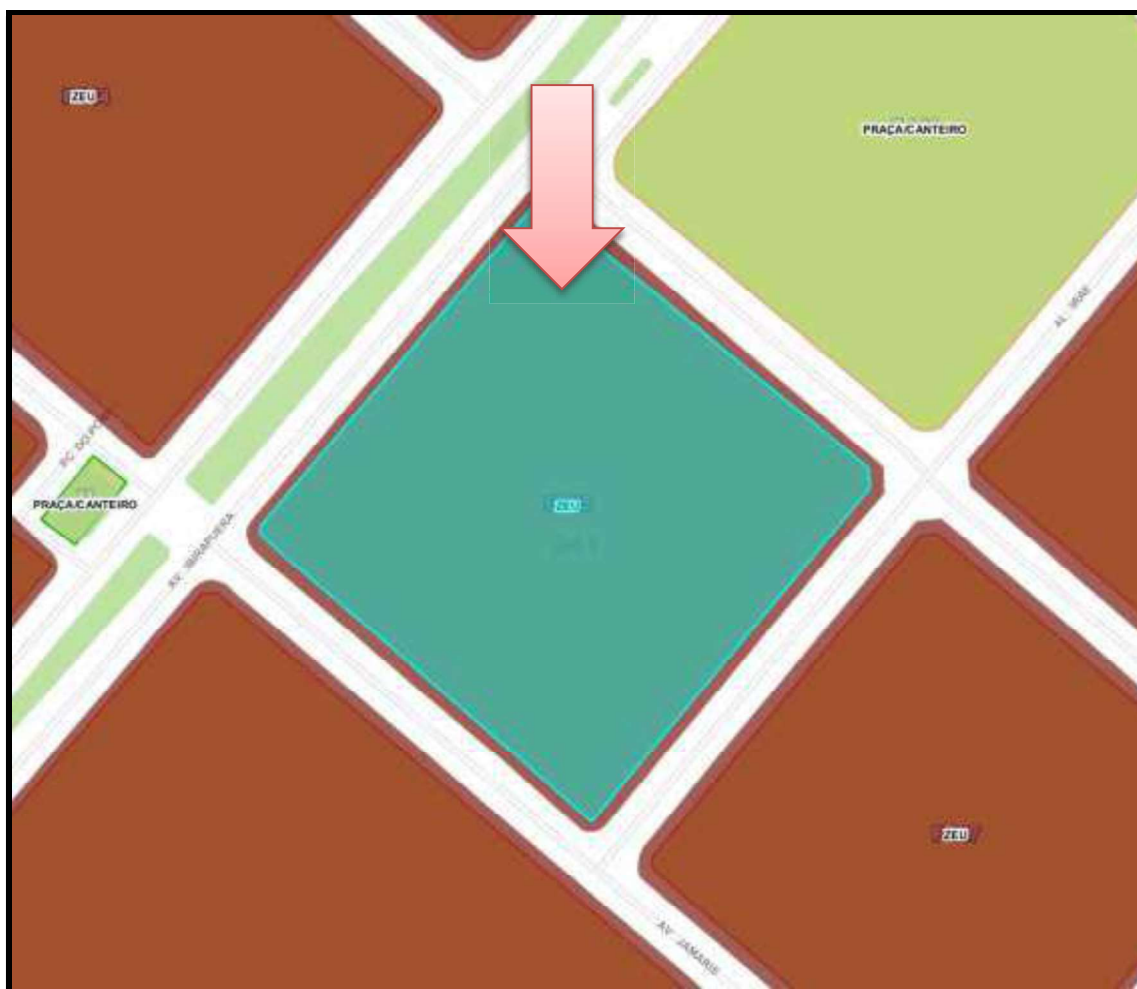 ZEU
PRAÇA/CANTEIRO
AL. IRAÉ
PRAÇA/CANTEIRO
AV. IBIRAPUERA
ZEU
ZEU
AV. JAMARIS